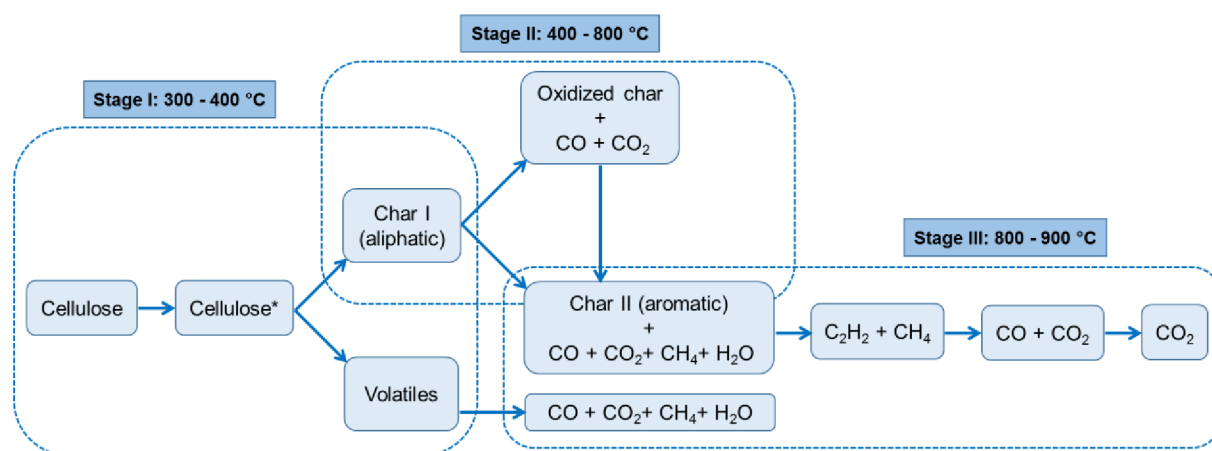 Stage II: 400 - 800 °C
Stage I: 300 - 400 °C
Oxidized char
+
CO + CO₂
Char I
(aliphatic)
Stage III: 800 - 900 °C
Cellulose
Cellulose*
Char II (aromatic)
+
CO + CO₂+ CH₄+ H₂O
C₂H₂ + CH₄
CO + CO₂
CO₂
Volatiles
CO + CO₂+ CH₄+ H₂O